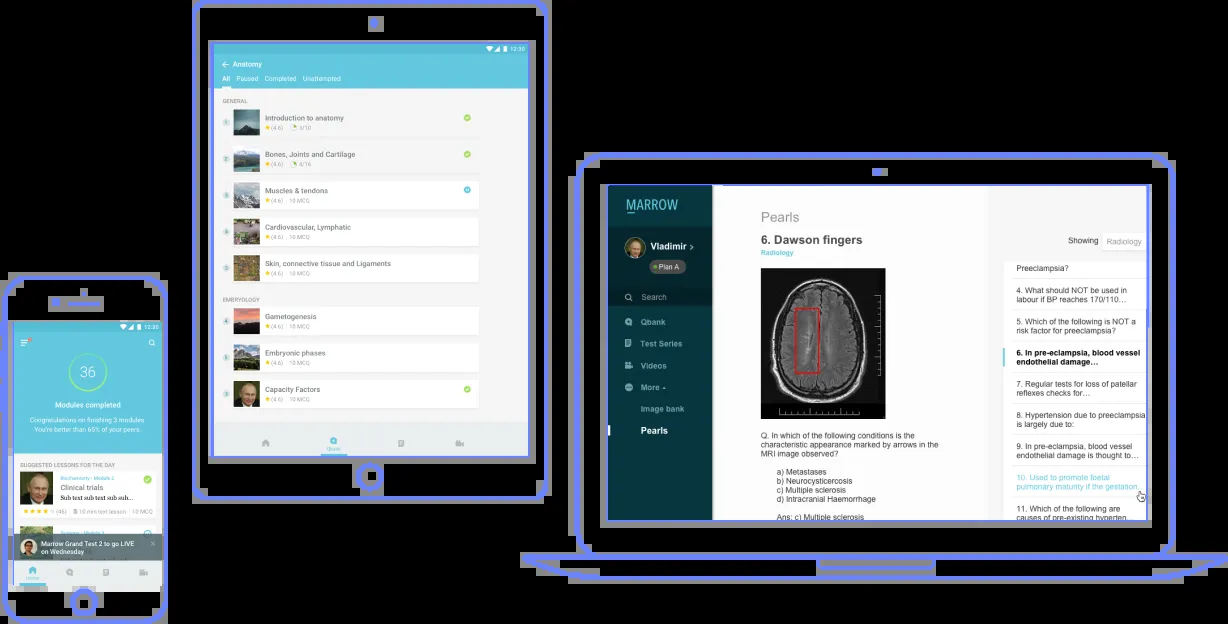 12:30
36
Modules completed
Congratulations on finishing 3 modules
You're better than 65% of your peers.
SUGGESTED LESSONS FOR THE DAY
Biochemistry • Module 2
Clinical trials
Sub text sub text sub sub...
(46) 10 min text lesson 10 MCQ
Marrow Grand Test 2 to go LIVE
on Wednesday
Home
12:30
Anatomy
All Paused Completed Unattempted
GENERAL
Introduction to anatomy
(4.6) 3/10
Bones, Joints and Cartilage
(4.6) 4/16
Muscles & tendons
(4.6) 10 MCQ
Cardiovascular, Lymphatic
(4.6) 10 MCQ
Skin, connective tissue and Ligaments
(4.6) 10 MCQ
EMBRYOLOGY
Gametogenesis
(4.6) 10 MCQ
Embryonic phases
(4.6) 10 MCQ
Capacity Factors
(4.6) 10 MCQ
Qbank
MARROW
Vladimir >
Plan A
Search
Qbank
Test Series
Videos
More
Image bank
Pearls
Pearls
6. Dawson fingers
Radiology
Q. In which of the following conditions is the
characteristic appearance marked by arrows in the
MRI image observed?
a) Metastases
b) Neurocysticercosis
c) Multiple sclerosis
d) Intracranial Haemorrhage
Ans: c) Multiple sclerosis
Showing Radiology
Preeclampsia?
4. What should NOT be used in
labour if BP reaches 170/110...
5. Which of the following is NOT a
risk factor for preeclampsia?
6. In pre-eclampsia, blood vessel
endothelial damage...
7. Regular tests for loss of patellar
reflexes checks for...
8. Hypertension due to preeclampsia
is largely due to:
9. In pre-eclampsia, blood vessel
endothelial damage is thought to...
10. Used to promote foetal
pulmonary maturity if the gestation...
11. Which of the following are
causes of pre-existing hyperten...